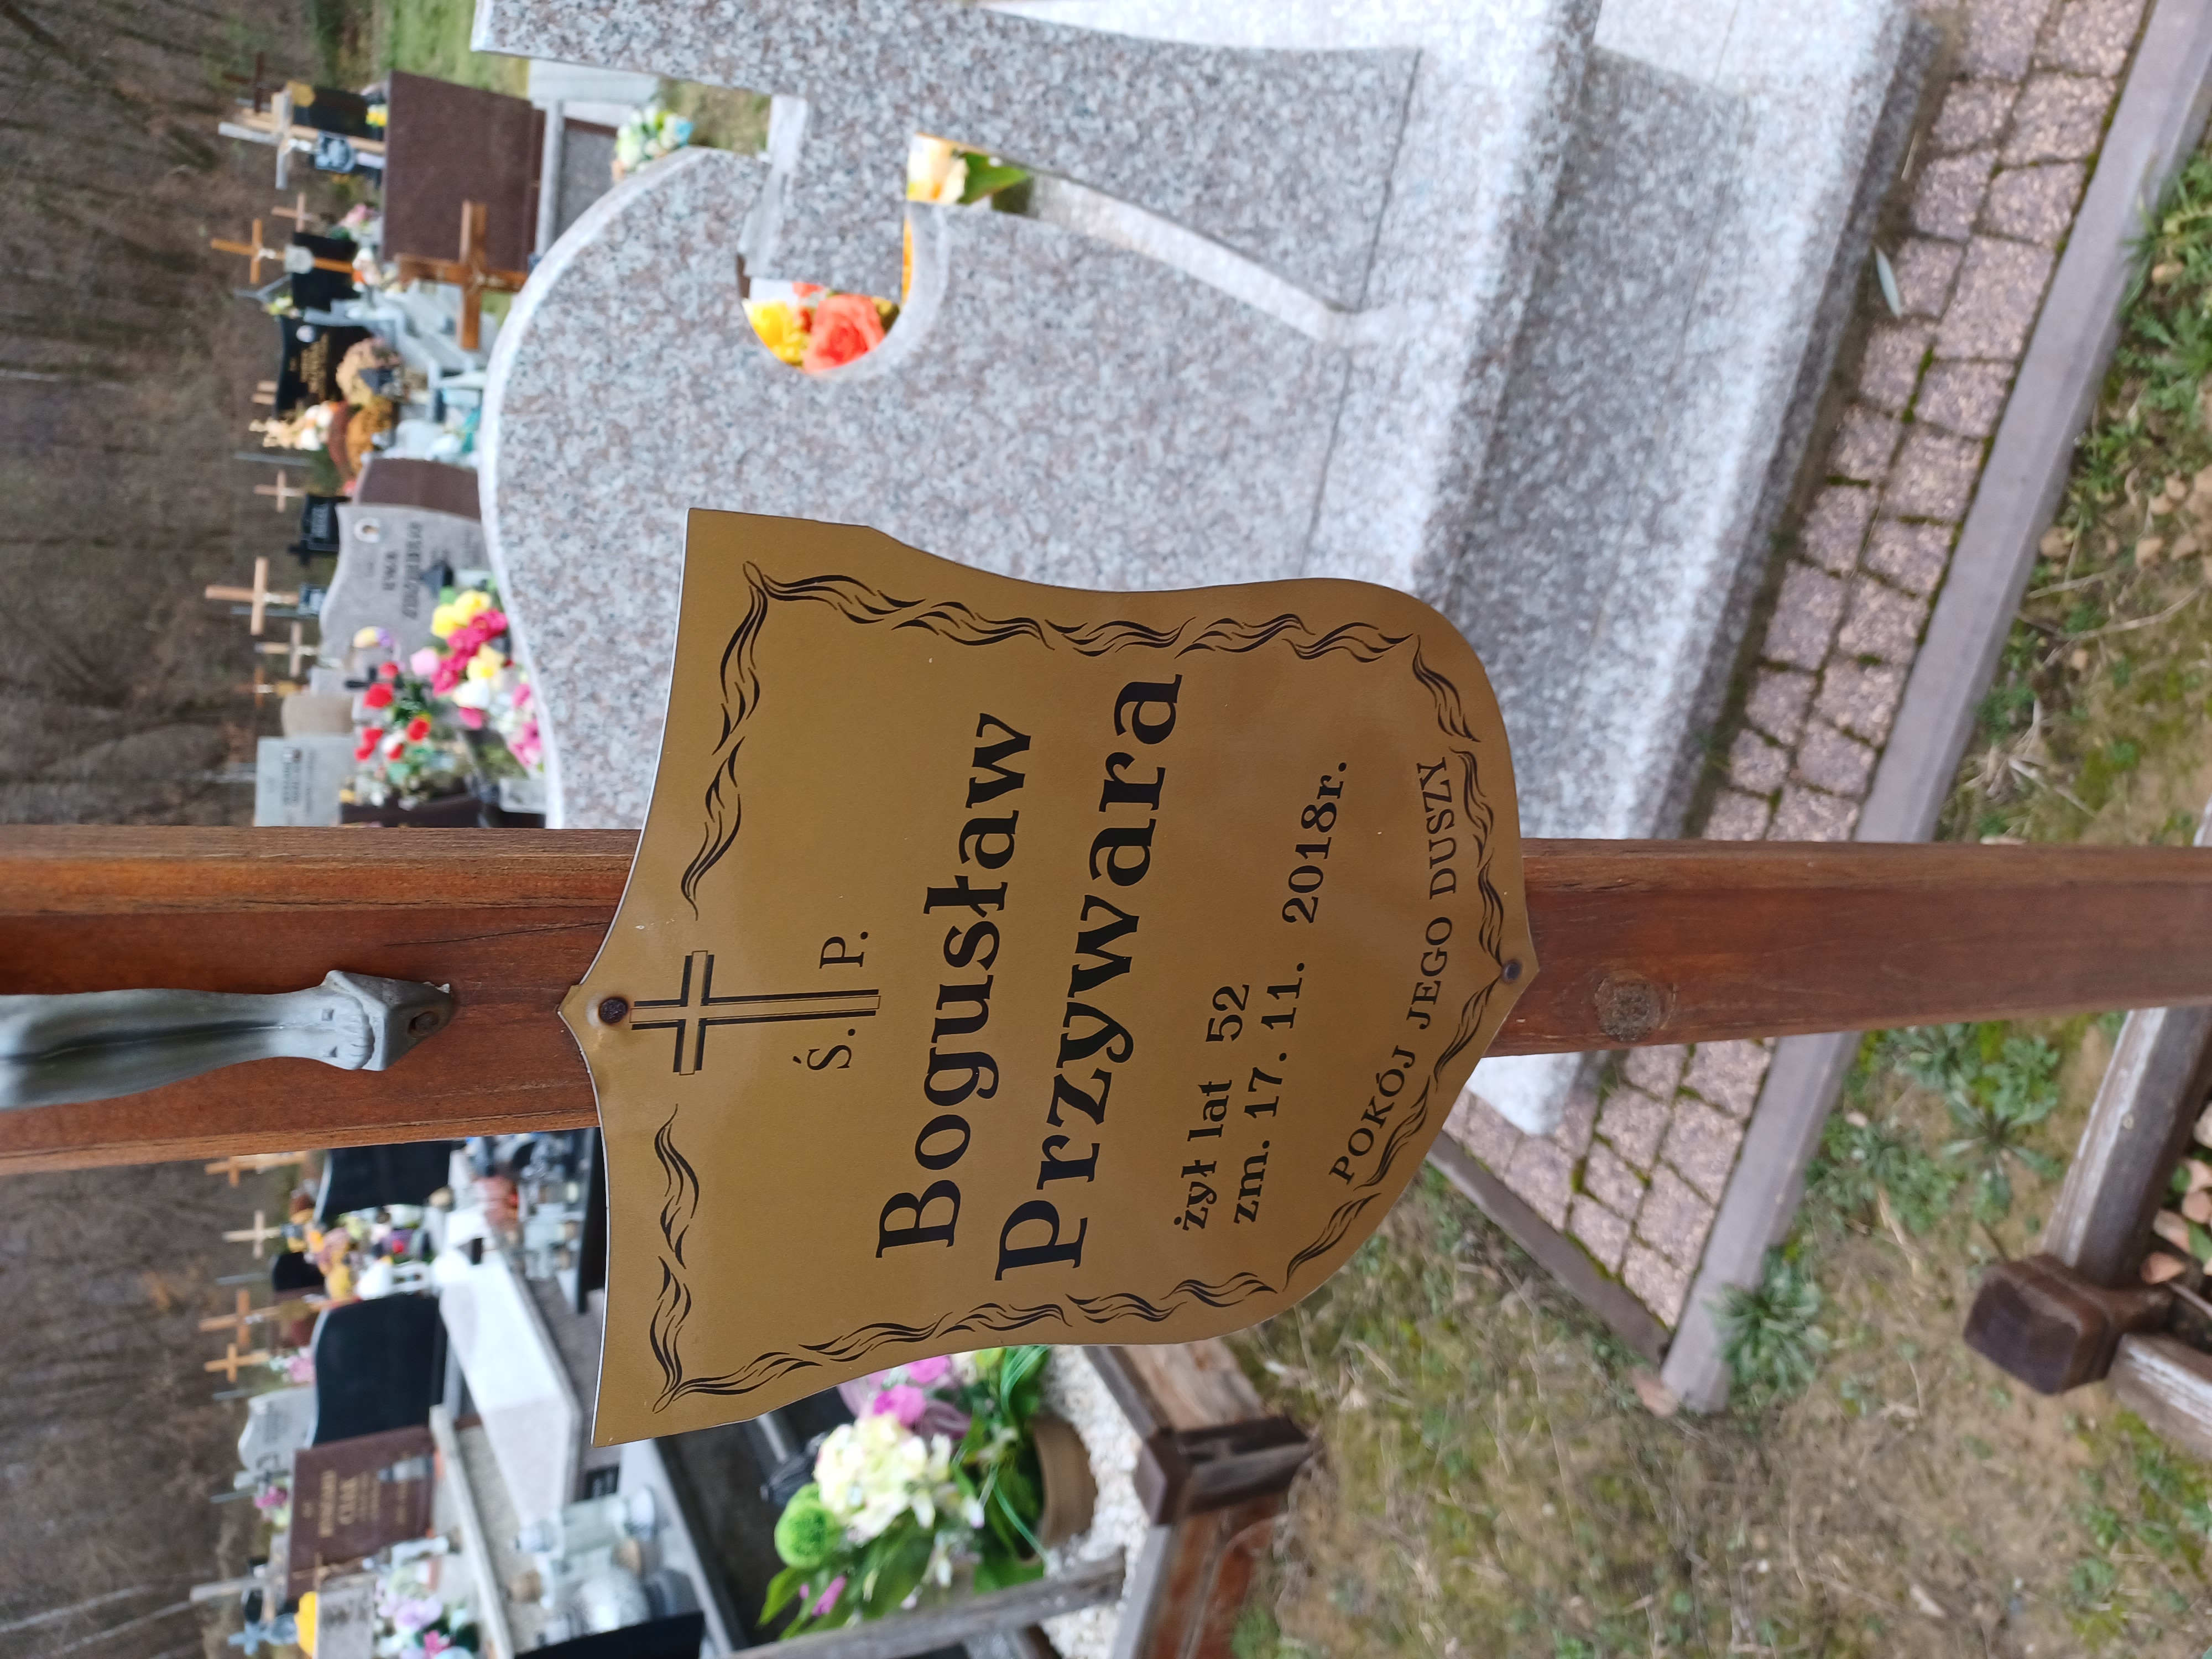 Ś. P.
Bogusław
Przywara
żył lat 52
zm. 17. 11. 2018r.
POKÓJ JEGO DUSZY